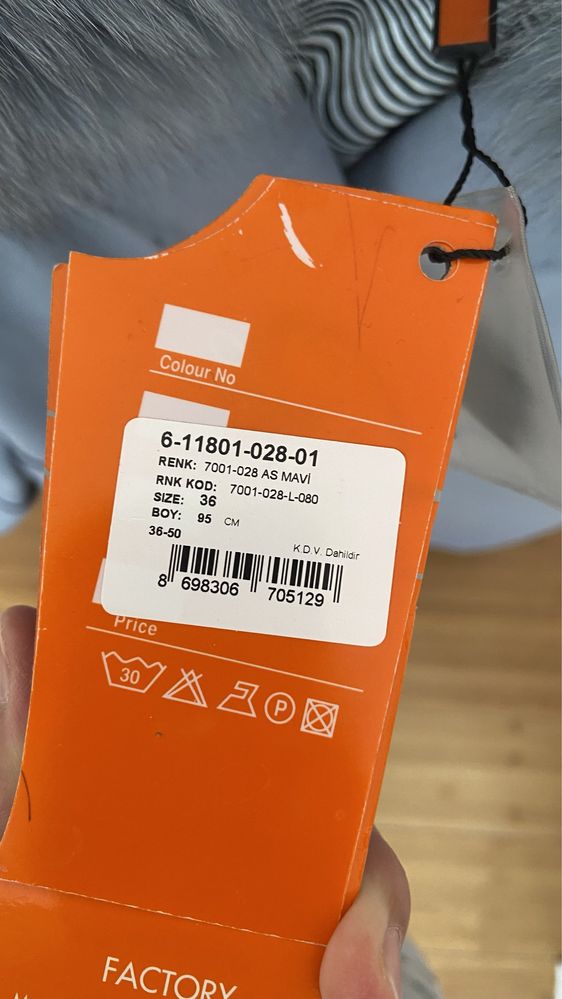 Colour No
6-11801-028-01
RENK: 7001-028 AS MAVİ
RNK KOD: 7001-028-L-080
SIZE: 36
BOY: 95 CM
36-50
K.D.V. Dahildir
8 698306 705129
Price
30
P
FACTORY